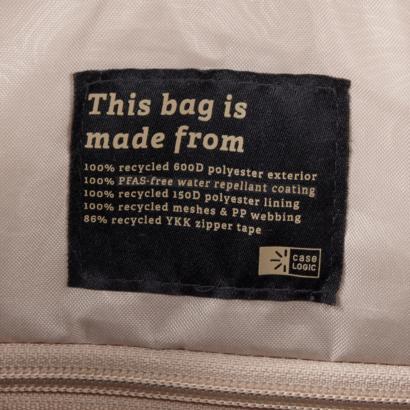 This bag is
made from
100% recycled 600D polyester exterior
100% PFAS-free water repellant coating
100% recycled 150D polyester lining
100% recycled meshes & PP webbing
86% recycled YKK zipper tape
case
LOGIC